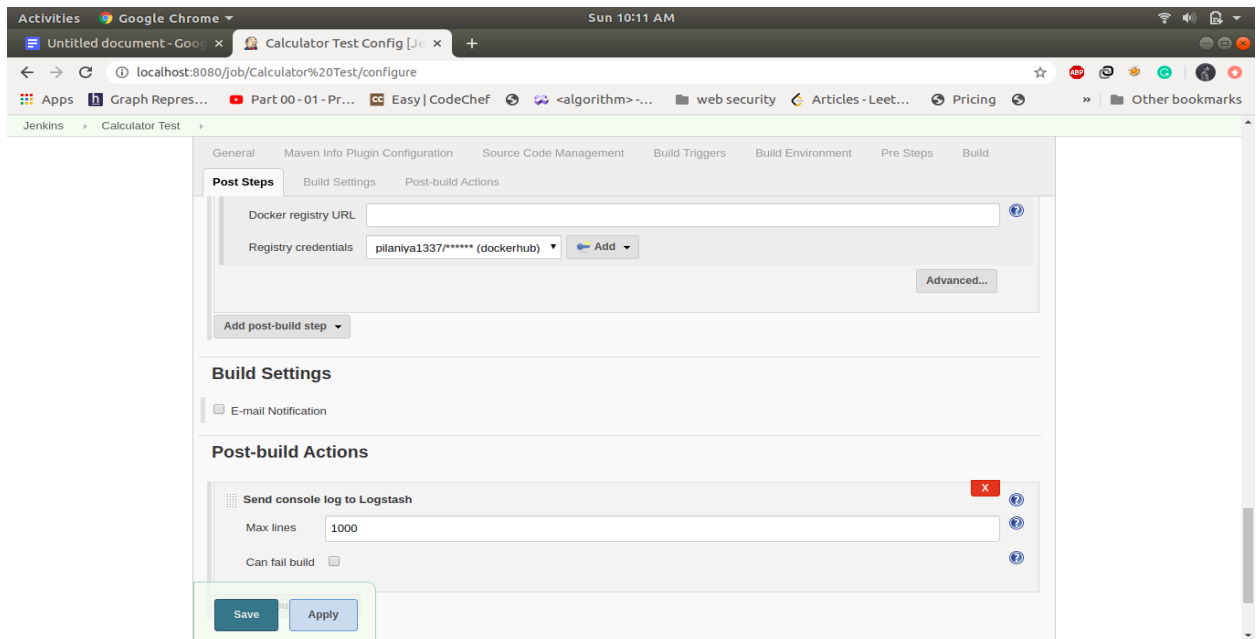 Activities Google Chrome Sun 10:11 AM
Untitled document - Goog × Calculator Test Config [Je × +
localhost:8080/job/Calculator%20Test/configure
Apps Graph Repres... Part 00 - 01 - Pr... Easy | CodeChef <algorithm> -... web security Articles - Leet... Pricing » Other bookmarks
Jenkins Calculator Test
General Maven Info Plugin Configuration Source Code Management Build Triggers Build Environment Pre Steps Build
Post Steps Build Settings Post-build Actions
Docker registry URL
Registry credentials pilaniya1337/****** (dockerhub) Add
Advanced...
Add post-build step
Build Settings
E-mail Notification
Post-build Actions
X
Send console log to Logstash
Max lines 1000
Can fail build
Save Apply